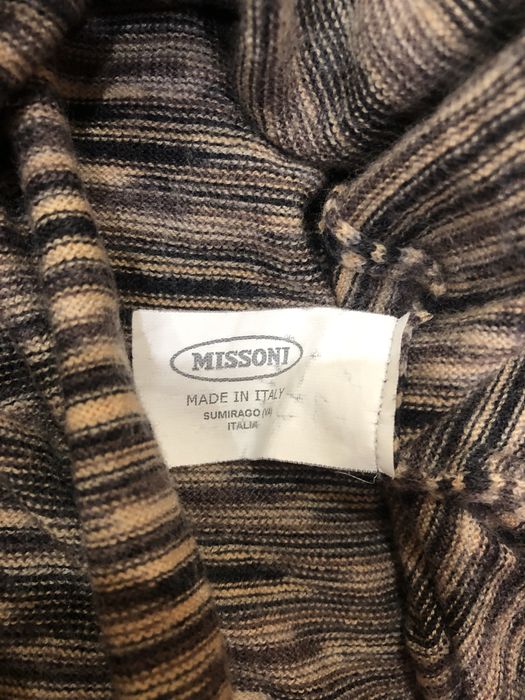 MISSONI
MADE IN ITALY
SUMIRAGO (VA)
ITALIA